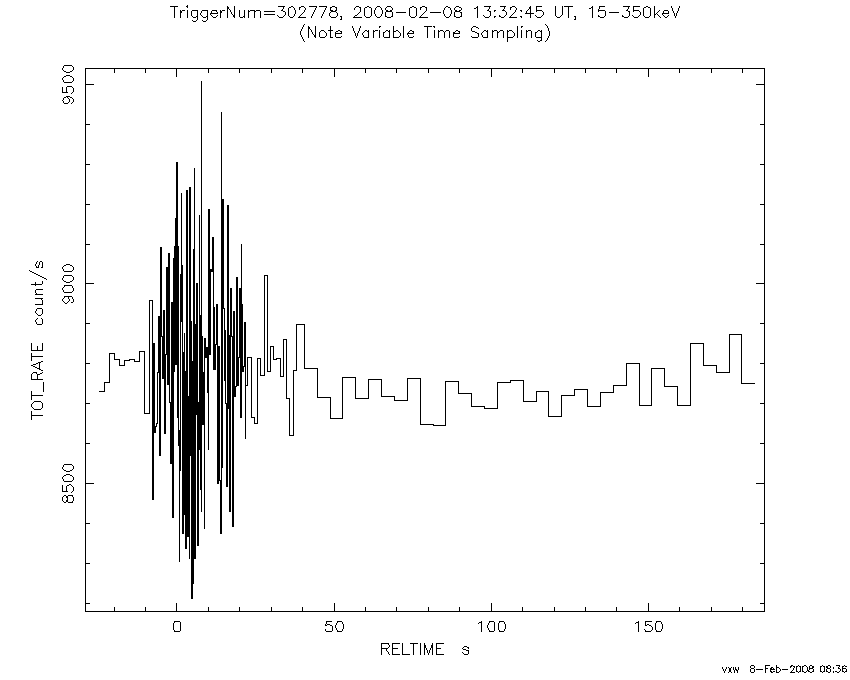 TriggerNum=302778, 2008-02-08 13:32:45 UT, 15-350keV
(Note Variable Time Sampling)
9500
9000
8500
TOT_RATE count/s
0 50 100 150
RELTIME s
vxw 8-Feb-2008 08:36